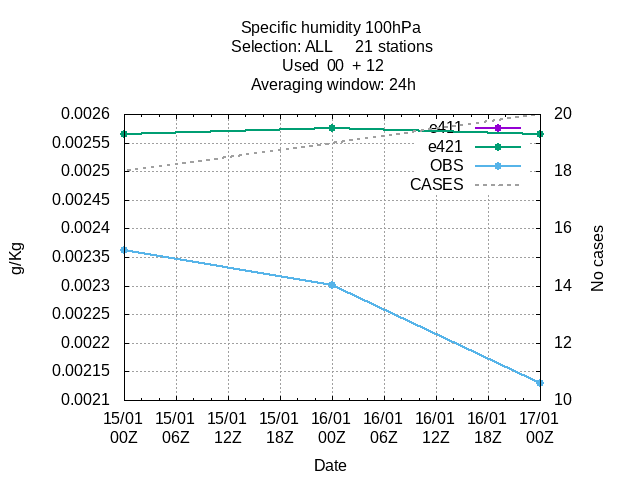 Specific humidity 100hPa
Selection: ALL     21 stations
Used  00  + 12
Averaging window: 24h
0.0026
0.00255
0.0025
0.00245
0.0024
0.00235
0.0023
0.00225
0.0022
0.00215
0.0021
g/Kg
e411
e421
OBS
CASES
20
18
16
14
12
10
No cases
15/01 15/01 15/01 15/01 16/01 16/01 16/01 16/01 17/01
00Z 06Z 12Z 18Z 00Z 06Z 12Z 18Z 00Z
Date